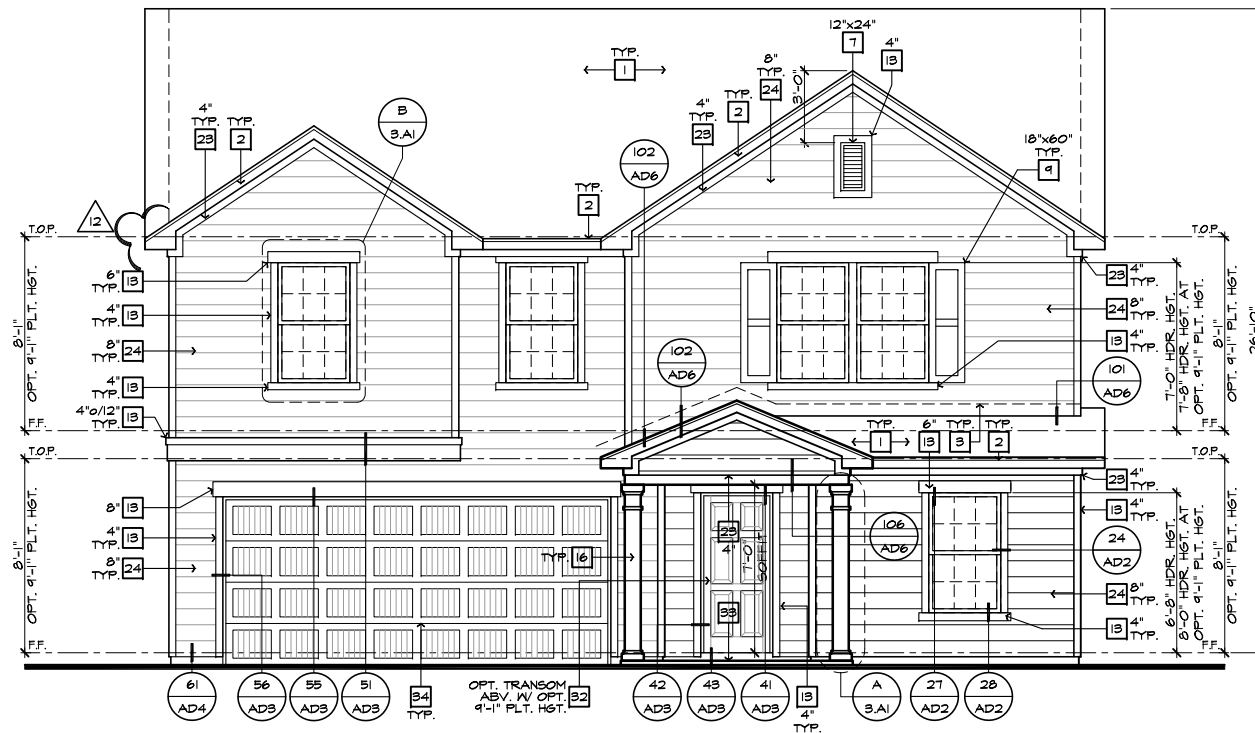 12"x24"
7
4"
13
TYP.
1
8"
TYP.
24
3'-0"
4"
TYP.
23
TYP.
2
4"
TYP.
23
TYP.
2
B
3.A1
102
AD6
18"x60"
TYP.
9
TYP.
2
12
T.O.P.
T.O.P.
6"
TYP. 13
4"
TYP. 13
8"
TYP. 24
4"
TYP. 13
4"o/12"
TYP. 13
F.F.
8'-1"
OPT. 9'-1" PLT. HGT.
23 4"
TYP.
24 8"
TYP.
13 4"
TYP.
7'-0" HDR. HGT.
7'-8" HDR. HGT. AT
OPT. 9'-1" PLT. HGT.
8'-1"
OPT. 9'-1" PLT. HGT.
26'-10"
102
AD6
101
AD6
F.F.
TYP.
1
6"
13
TYP.
3
TYP.
2
T.O.P.
T.O.P.
8" 13
4"
TYP. 13
8"
TYP. 24
F.F.
8'-1"
OPT. 9'-1" PLT. HGT.
TYP. 16
23
4"
7'-0"
SOFFIT
33
106
AD6
23 4"
TYP.
13 4"
TYP.
24
AD2
24 8"
TYP.
13 4"
TYP.
6'-8" HDR. HGT.
8'-0" HDR. HGT. AT
OPT. 9'-1" PLT. HGT.
8'-1"
OPT. 9'-1" PLT. HGT.
F.F.
61
AD4
56
AD3
55
AD3
51
AD3
34
TYP.
OPT. TRANSOM
ABV. W/ OPT.
9'-1" PLT. HGT.
32
42
AD3
43
AD3
41
AD3
13
4"
TYP.
A
3.A1
27
AD2
28
AD2